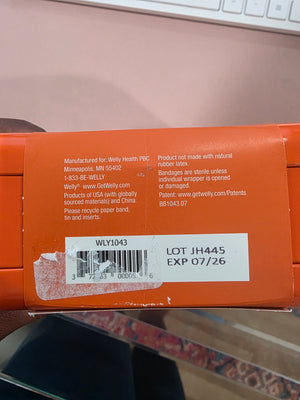 Manufactured for: Welly Health PBC
Minneapolis, MN 55402
1-833-BE-WELLY
Welly® www.GetWelly.com
Products of USA (with globally
sourced materials) and China.
Please recycle paper band,
tin and inserts.
Product not made with natural
rubber latex.
Bandages are sterile unless
individual wrapper is opened
or damaged.
Patent: www.getwelly.com/Patents
BB1043.07
WLY1043
LOT JH445
EXP 07/26